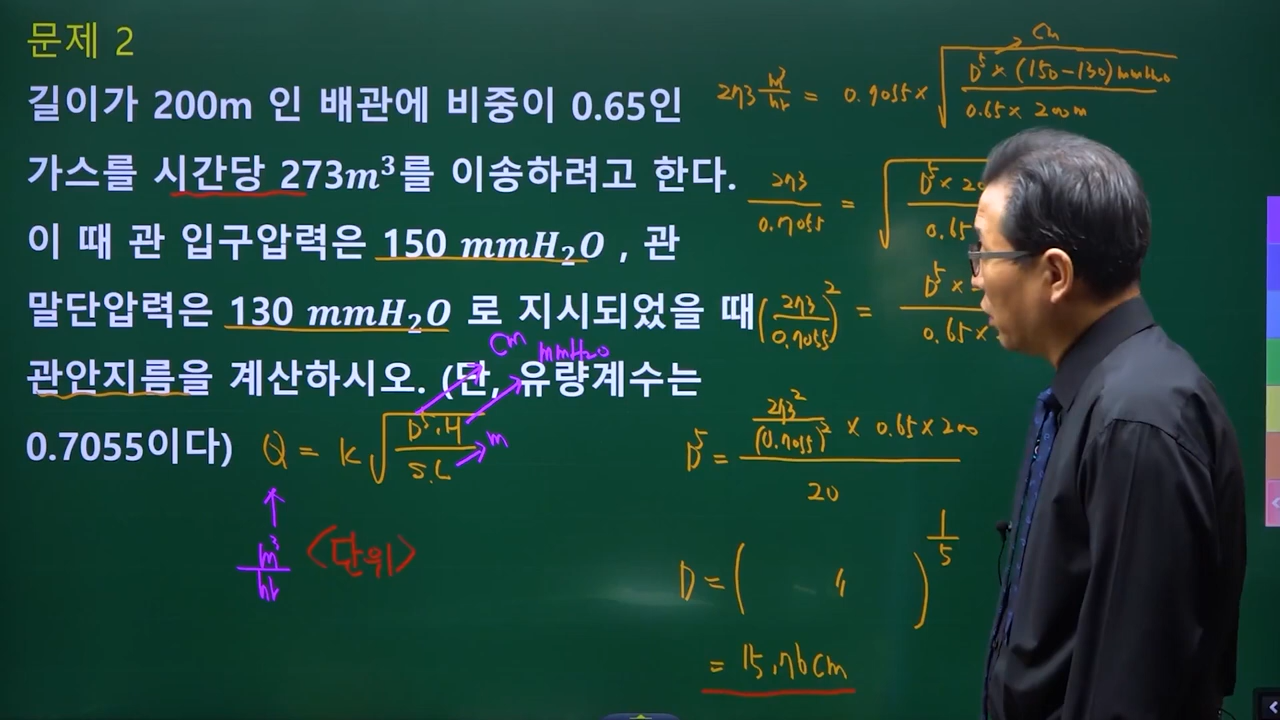 문제 2
길이가 200m 인 배관에 비중이 0.65인
가스를 시간당 273m³를 이송하려고 한다.
이 때 관 입구압력은 150 mmH₂O , 관
말단압력은 130 mmH₂O 로 지시되었을 때
관안지름을 계산하시오. (단, 유량계수는
0.7055이다)
Q = K√(D⁵·H / S.L)
cm
mmH₂O
m
m³/hr
<단위>
cm
273 m³/hr = 0.7055 × √(D⁵ × (150-130)mmH₂O / 0.65 × 200m)
273/0.7055 = √(D⁵ × 20 / 0.65
(273/0.7055)² = D⁵ × / 0.65 ×
D⁵ = 273²/(0.7055)² × 0.65 × 200 / 20
D = ( 〃 )^1/5
= 15.76cm